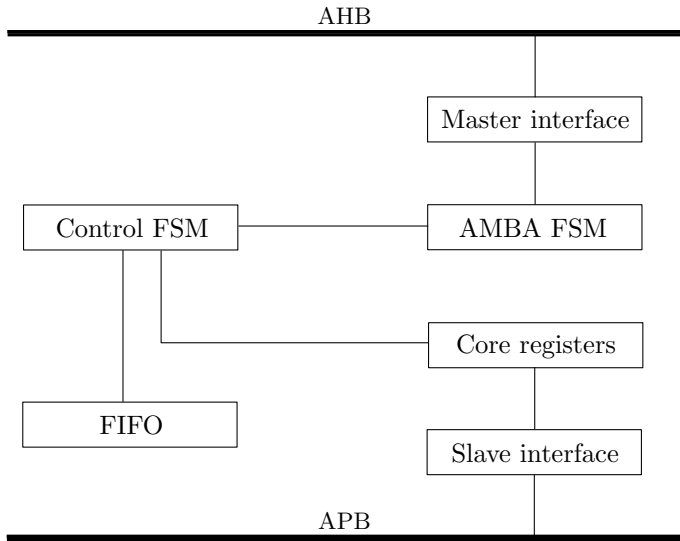 AHB
Master interface
Control FSM
AMBA FSM
Core registers
FIFO
Slave interface
APB